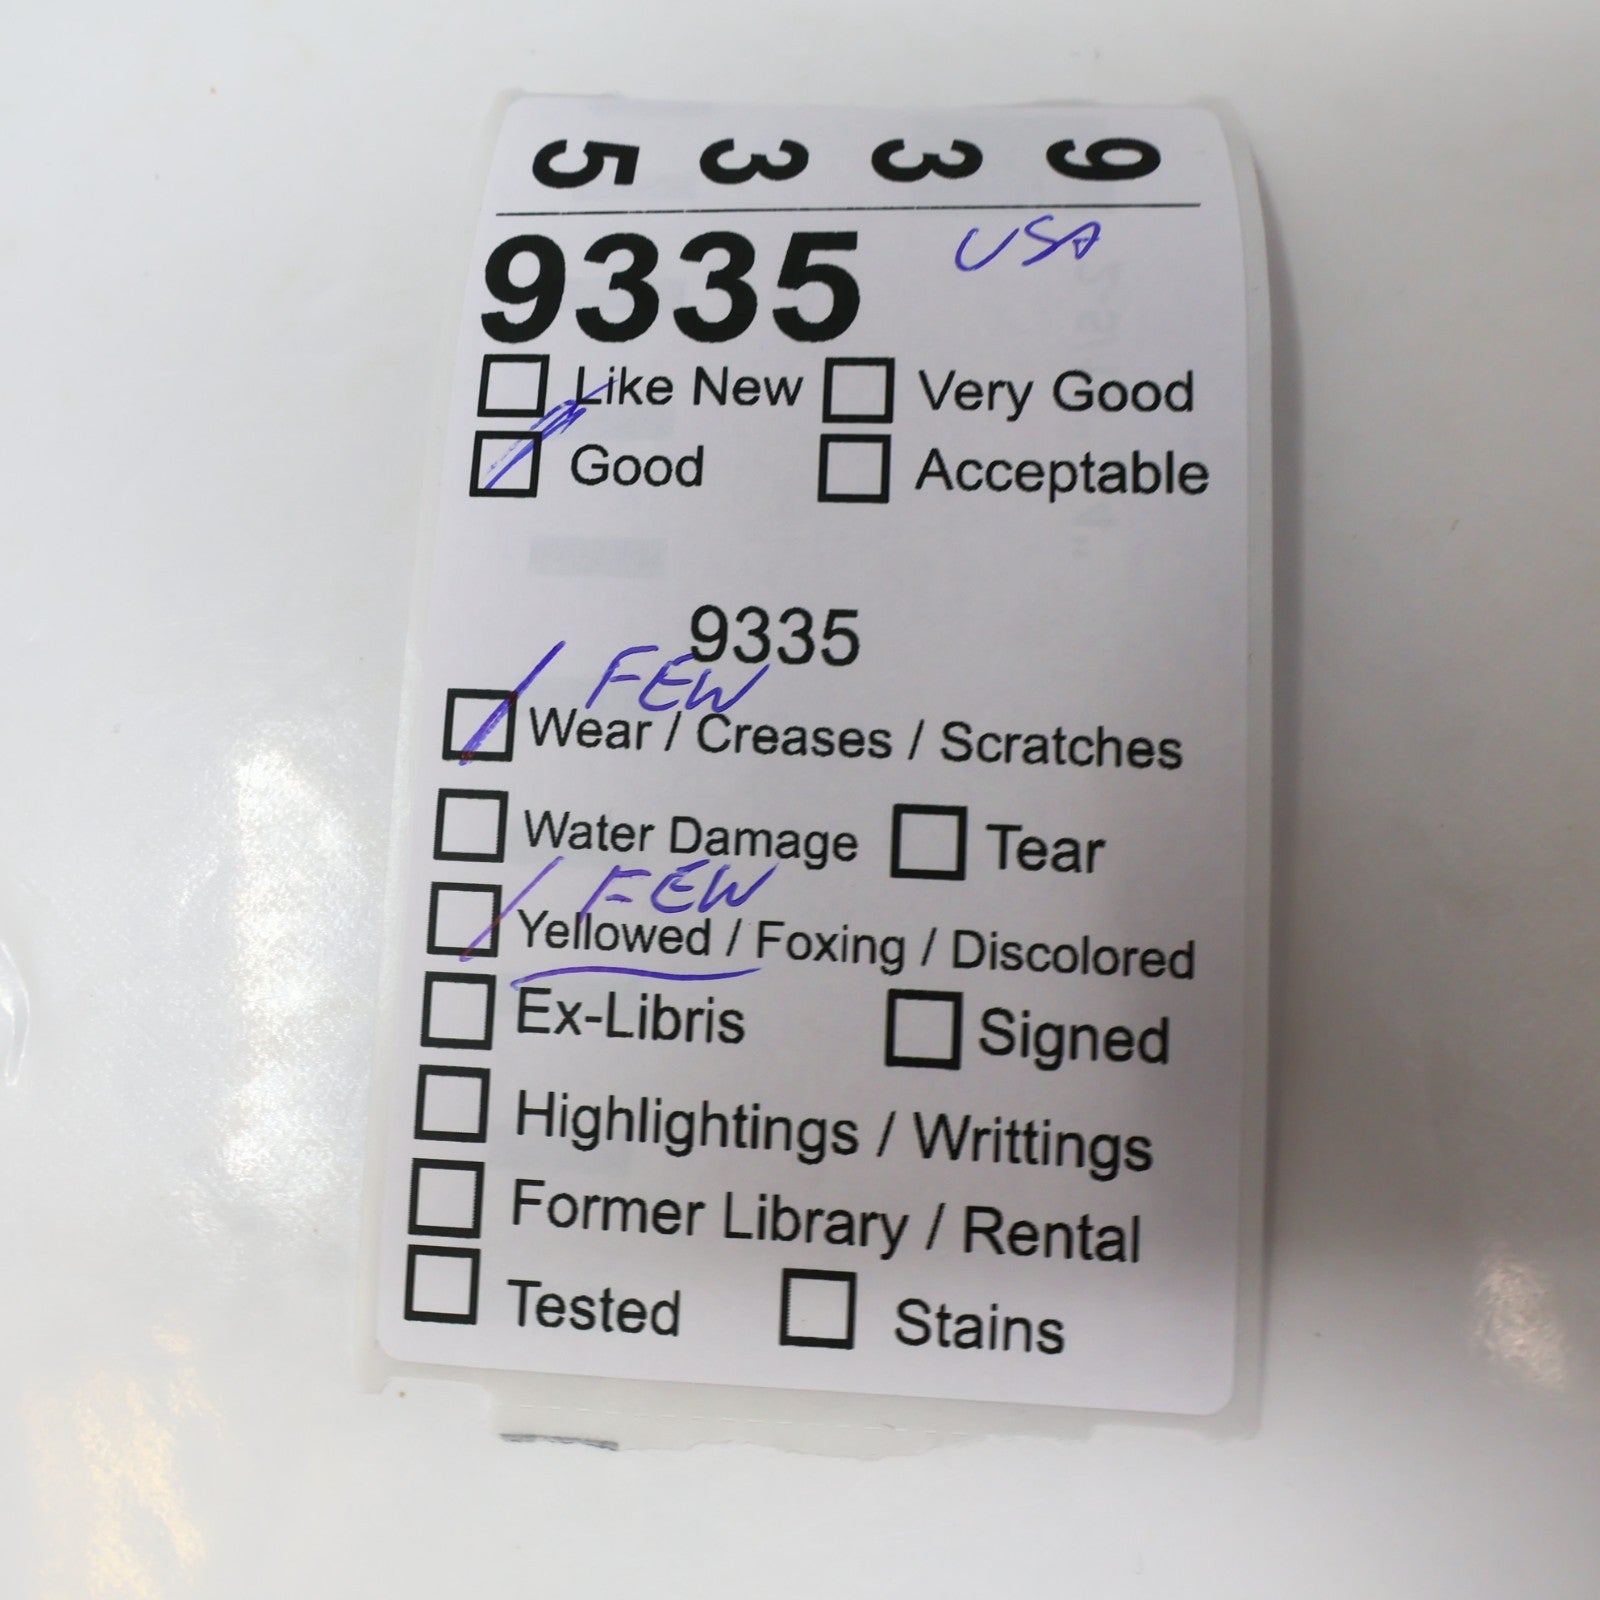 9 3 3 5
9335 USA
Like New Very Good
Good Acceptable
9335
FEW
Wear / Creases / Scratches
Water Damage Tear
FEW
Yellowed / Foxing / Discolored
Ex-Libris Signed
Highlightings / Writtings
Former Library / Rental
Tested Stains